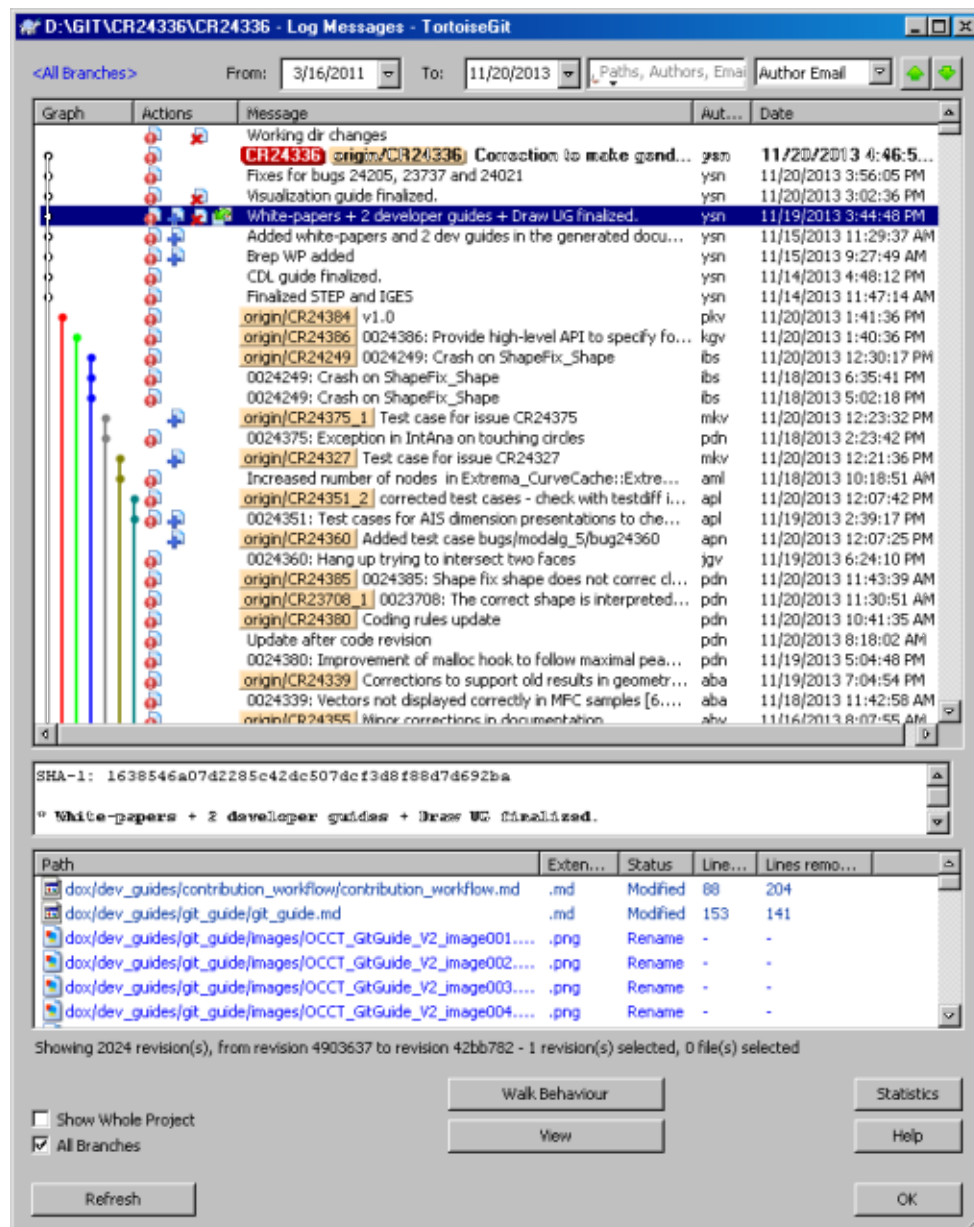 D:\GIT\CR24336\CR24336 - Log Messages - TortoiseGit
<All Branches> From: 3/16/2011 To: 11/20/2013 Paths, Authors, Emai Author Email
Graph Actions Message Aut... Date
Working dir changes
CR24336 origin/CR24336 Correction to make gend... ysn 11/20/2013 4:46:5...
Fixes for bugs 24205, 23737 and 24021 ysn 11/20/2013 3:56:05 PM
Visualization guide finalized. ysn 11/20/2013 3:02:36 PM
White-papers + 2 developer guides + Draw UG finalized. ysn 11/19/2013 3:44:48 PM
Added white-papers and 2 dev guides in the generated docu... ysn 11/15/2013 11:29:37 AM
Brep WP added ysn 11/15/2013 9:27:49 AM
CDL guide finalized. ysn 11/14/2013 4:48:12 PM
Finalized STEP and IGES ysn 11/14/2013 11:47:14 AM
origin/CR24384 v1.0 pkv 11/20/2013 1:41:36 PM
origin/CR24386 0024386: Provide high-level API to specify fo... kgv 11/20/2013 1:40:36 PM
origin/CR24249 0024249: Crash on ShapeFix_Shape ibs 11/20/2013 12:30:17 PM
0024249: Crash on ShapeFix_Shape ibs 11/18/2013 6:35:41 PM
0024249: Crash on ShapeFix_Shape ibs 11/18/2013 5:02:18 PM
origin/CR24375_1 Test case for issue CR24375 mkv 11/20/2013 12:23:32 PM
0024375: Exception in IntAna on touching circles pdn 11/18/2013 2:23:42 PM
origin/CR24327 Test case for issue CR24327 mkv 11/20/2013 12:21:36 PM
Increased number of nodes in Extrema_CurveCache::Extre... aml 11/18/2013 10:18:51 AM
origin/CR24351_2 corrected test cases - check with testdiff i... apl 11/20/2013 12:07:42 PM
0024351: Test cases for AIS dimension presentations to che... apl 11/19/2013 2:39:17 PM
origin/CR24360 Added test case bugs/modalg_5/bug24360 apn 11/20/2013 12:07:25 PM
0024360: Hang up trying to intersect two faces jgv 11/19/2013 6:24:10 PM
origin/CR24385 0024385: Shape fix shape does not correc cl... pdn 11/20/2013 11:43:39 AM
origin/CR23708_1 0023708: The correct shape is interpreted... pdn 11/20/2013 11:30:51 AM
origin/CR24380 Coding rules update pdn 11/20/2013 10:41:35 AM
Update after code revision pdn 11/20/2013 8:18:02 AM
0024380: Improvement of malloc hook to follow maximal pea... pdn 11/19/2013 5:04:48 PM
origin/CR24339 Corrections to support old results in geometr... aba 11/19/2013 7:04:54 PM
0024339: Vectors not displayed correctly in MFC samples [6.... aba 11/18/2013 11:42:58 AM
origin/CR24355 Minor corrections in documentation abv 11/16/2013 8:07:55 AM
SHA-1: 1638546a07d2285c42dc507dcf3d8f88d7d692ba
* White-papers + 2 developer guides + Draw UG finalized.
Path Exten... Status Line... Lines remo...
dox/dev_guides/contribution_workflow/contribution_workflow.md .md Modified 88 204
dox/dev_guides/git_guide/git_guide.md .md Modified 153 141
dox/dev_guides/git_guide/images/OCCT_GitGuide_V2_image001.... .png Rename - -
dox/dev_guides/git_guide/images/OCCT_GitGuide_V2_image002.... .png Rename - -
dox/dev_guides/git_guide/images/OCCT_GitGuide_V2_image003.... .png Rename - -
dox/dev_guides/git_guide/images/OCCT_GitGuide_V2_image004.... .png Rename - -
Showing 2024 revision(s), from revision 4903637 to revision 42bb782 - 1 revision(s) selected, 0 file(s) selected
Walk Behaviour Statistics
Show Whole Project
View Help
All Branches
Refresh OK